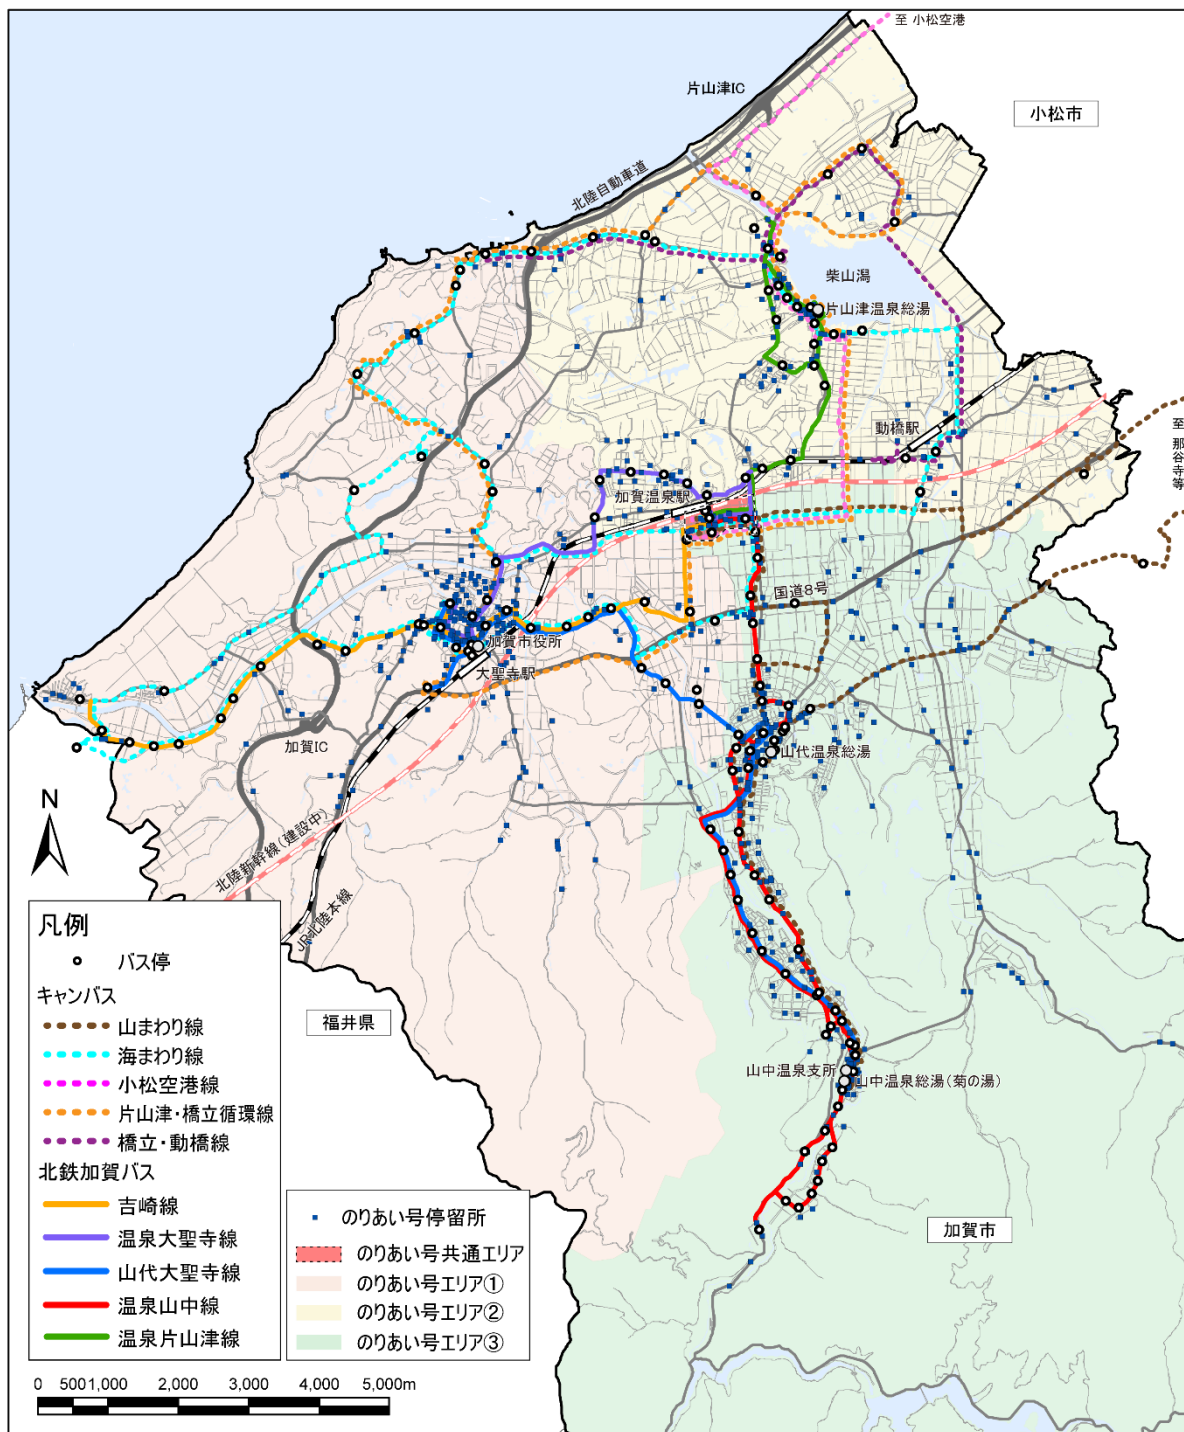 至 小松空港
片山津IC
小松市
北陸自動車道
柴山潟
片山津温泉総湯
動橋駅
至 那谷寺等
加賀温泉駅
国道8号
加賀市役所
大聖寺駅
加賀IC
山代温泉総湯
N
北陸新幹線(建設中)
JR北陸本線
福井県
山中温泉支所
山中温泉総湯(菊の湯)
加賀市
凡例
バス停
キャンバス
山まわり線
海まわり線
小松空港線
片山津・橋立循環線
橋立・動橋線
北鉄加賀バス
吉崎線
温泉大聖寺線
山代大聖寺線
温泉山中線
温泉片山津線
のりあい号停留所
のりあい号共通エリア
のりあい号エリア①
のりあい号エリア②
のりあい号エリア③
0 500 1,000 2,000 3,000 4,000 5,000m